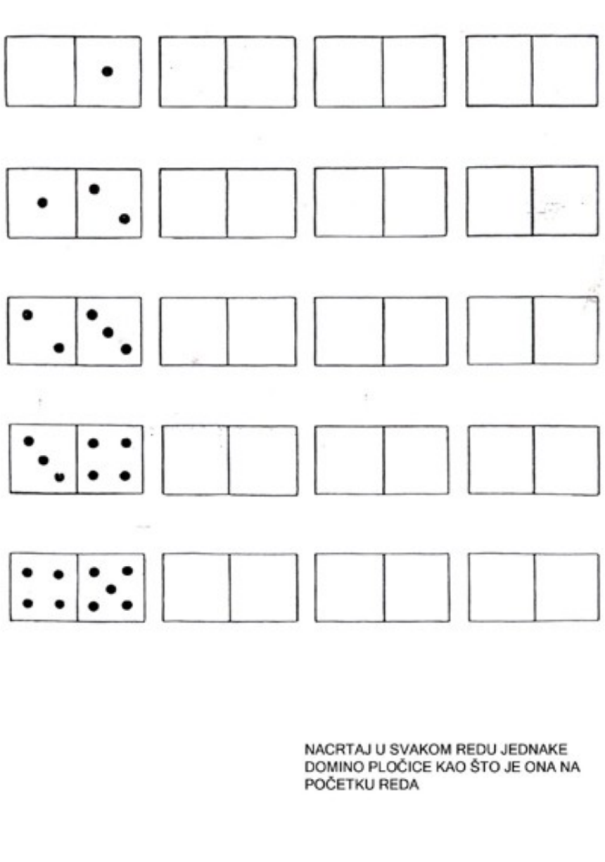 NACRTAJ U SVAKOM REDU JEDNAKE
DOMINO PLOČICE KAO ŠTO JE ONA NA
POČETKU REDA